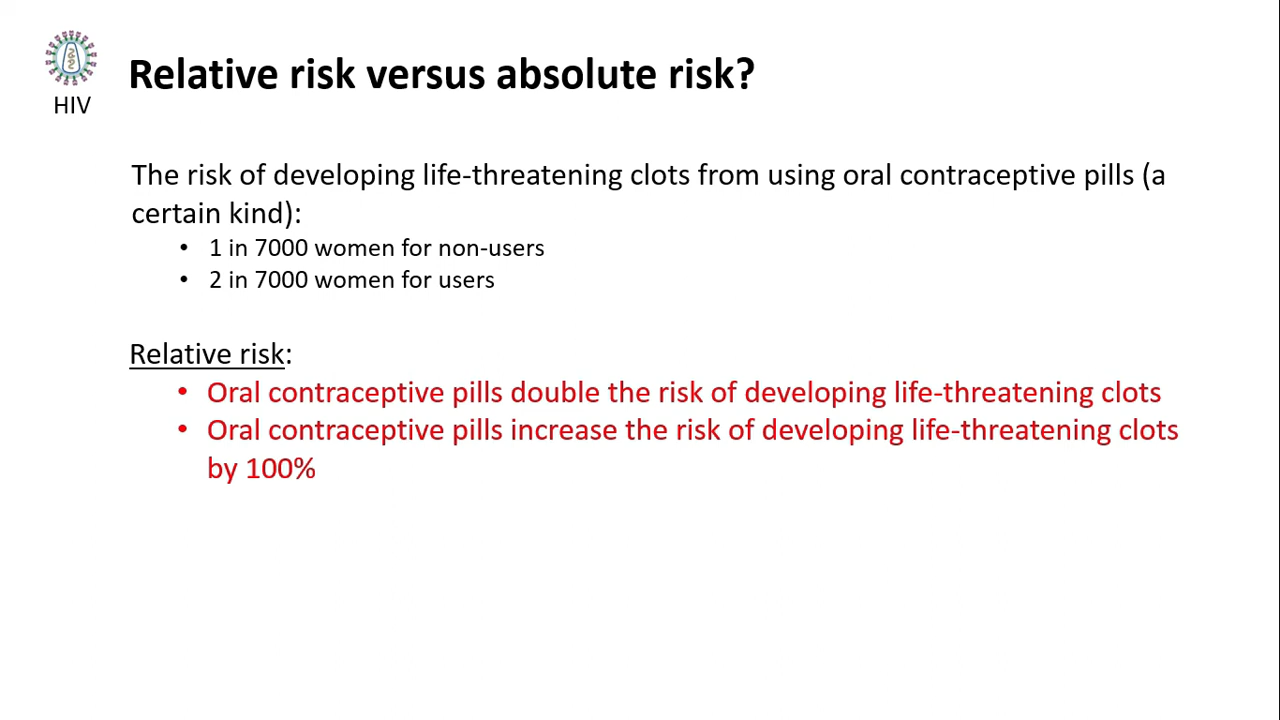 HIV
Relative risk versus absolute risk?
The risk of developing life-threatening clots from using oral contraceptive pills (a
certain kind):
• 1 in 7000 women for non-users
• 2 in 7000 women for users
Relative risk:
• Oral contraceptive pills double the risk of developing life-threatening clots
• Oral contraceptive pills increase the risk of developing life-threatening clots
by 100%